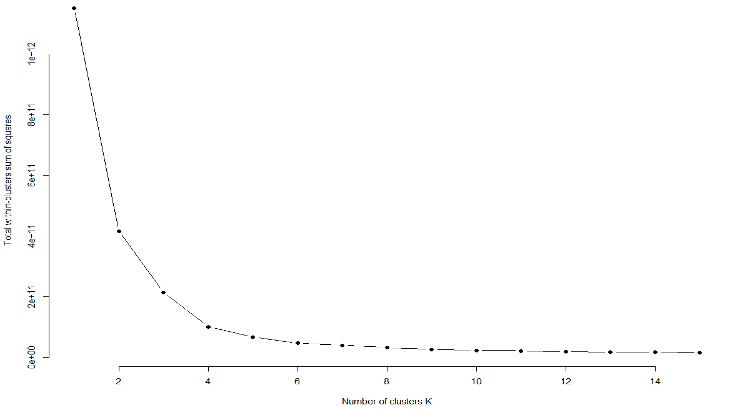 Total within-clusters sum of squares
1e-12
8e+11
6e+11
4e-11
2e+11
0e+00
2 4 6 8 10 12 14
Number of clusters K